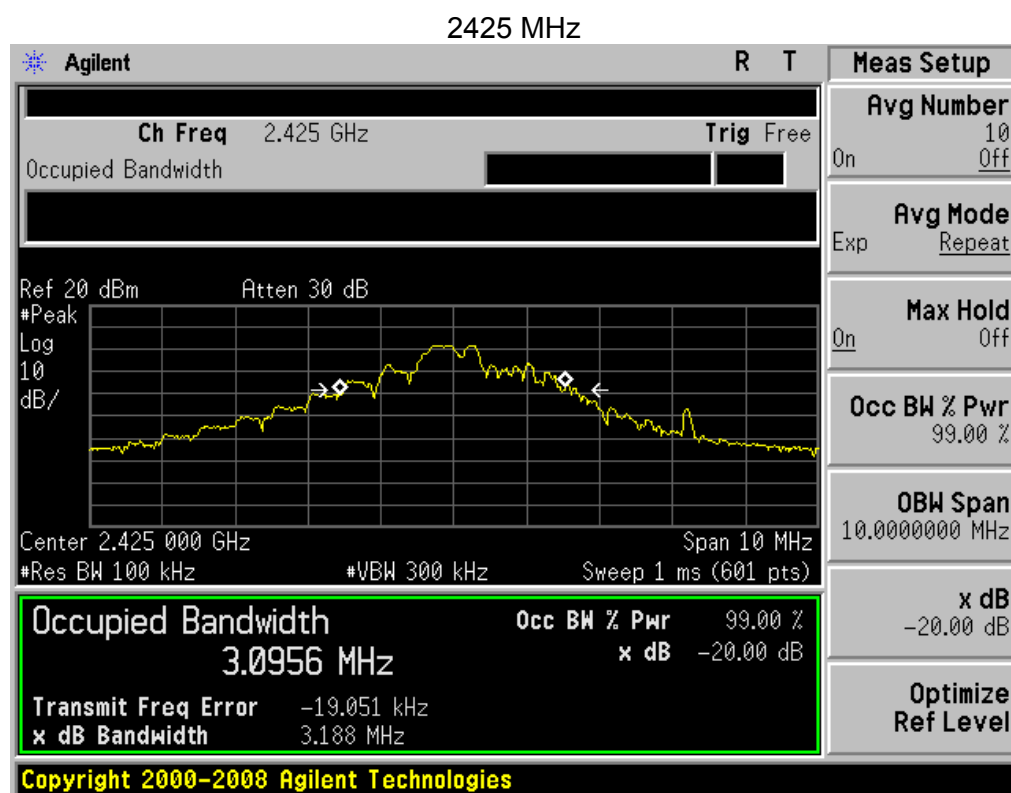 2425 MHz
Agilent R T
Ch Freq 2.425 GHz Trig Free
Occupied Bandwidth
Ref 20 dBm Atten 30 dB
#Peak
Log
10
dB/
Center 2.425 000 GHz Span 10 MHz
#Res BW 100 kHz #VBW 300 kHz Sweep 1 ms (601 pts)
Occupied Bandwidth Occ BW % Pwr 99.00 %
3.0956 MHz x dB -20.00 dB
Transmit Freq Error -19.051 kHz
x dB Bandwidth 3.188 MHz
Copyright 2000-2008 Agilent Technologies
Meas Setup
Avg Number
10
On Off
Avg Mode
Exp Repeat
Max Hold
On Off
Occ BW % Pwr
99.00 %
OBW Span
10.0000000 MHz
x dB
-20.00 dB
Optimize
Ref Level